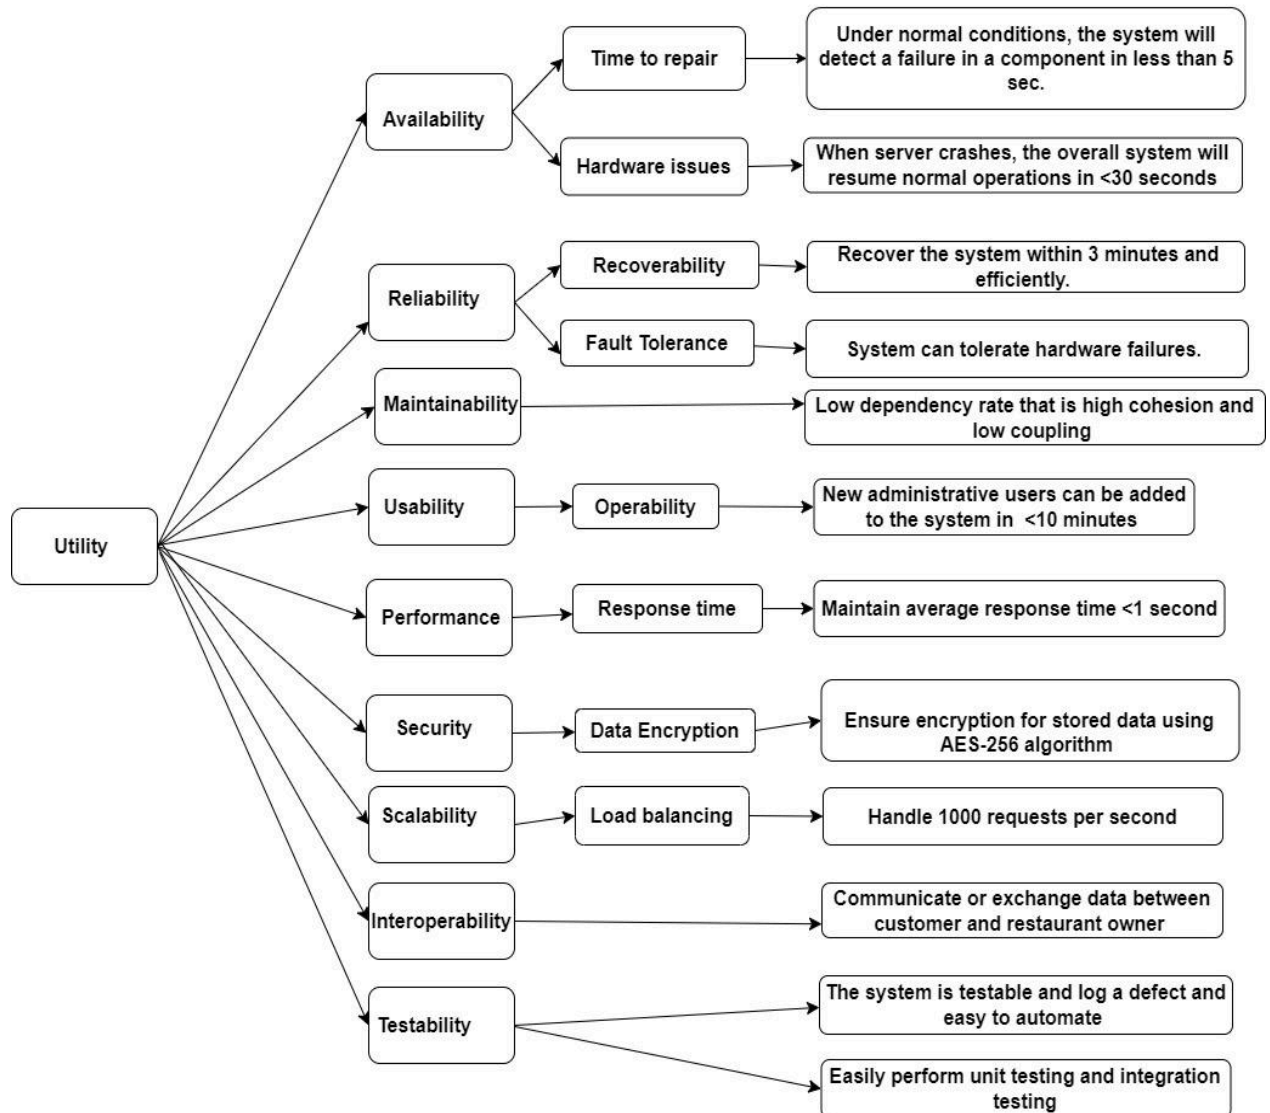 Utility
Availability
Time to repair
Under normal conditions, the system will
detect a failure in a component in less than 5
sec.
Hardware issues
When server crashes, the overall system will
resume normal operations in <30 seconds
Reliability
Recoverability
Recover the system within 3 minutes and
efficiently.
Fault Tolerance
System can tolerate hardware failures.
Maintainability
Low dependency rate that is high cohesion and
low coupling
Usability
Operability
New administrative users can be added
to the system in <10 minutes
Performance
Response time
Maintain average response time <1 second
Security
Data Encryption
Ensure encryption for stored data using
AES-256 algorithm
Scalability
Load balancing
Handle 1000 requests per second
Interoperability
Communicate or exchange data between
customer and restaurant owner
Testability
The system is testable and log a defect and
easy to automate
Easily perform unit testing and integration
testing